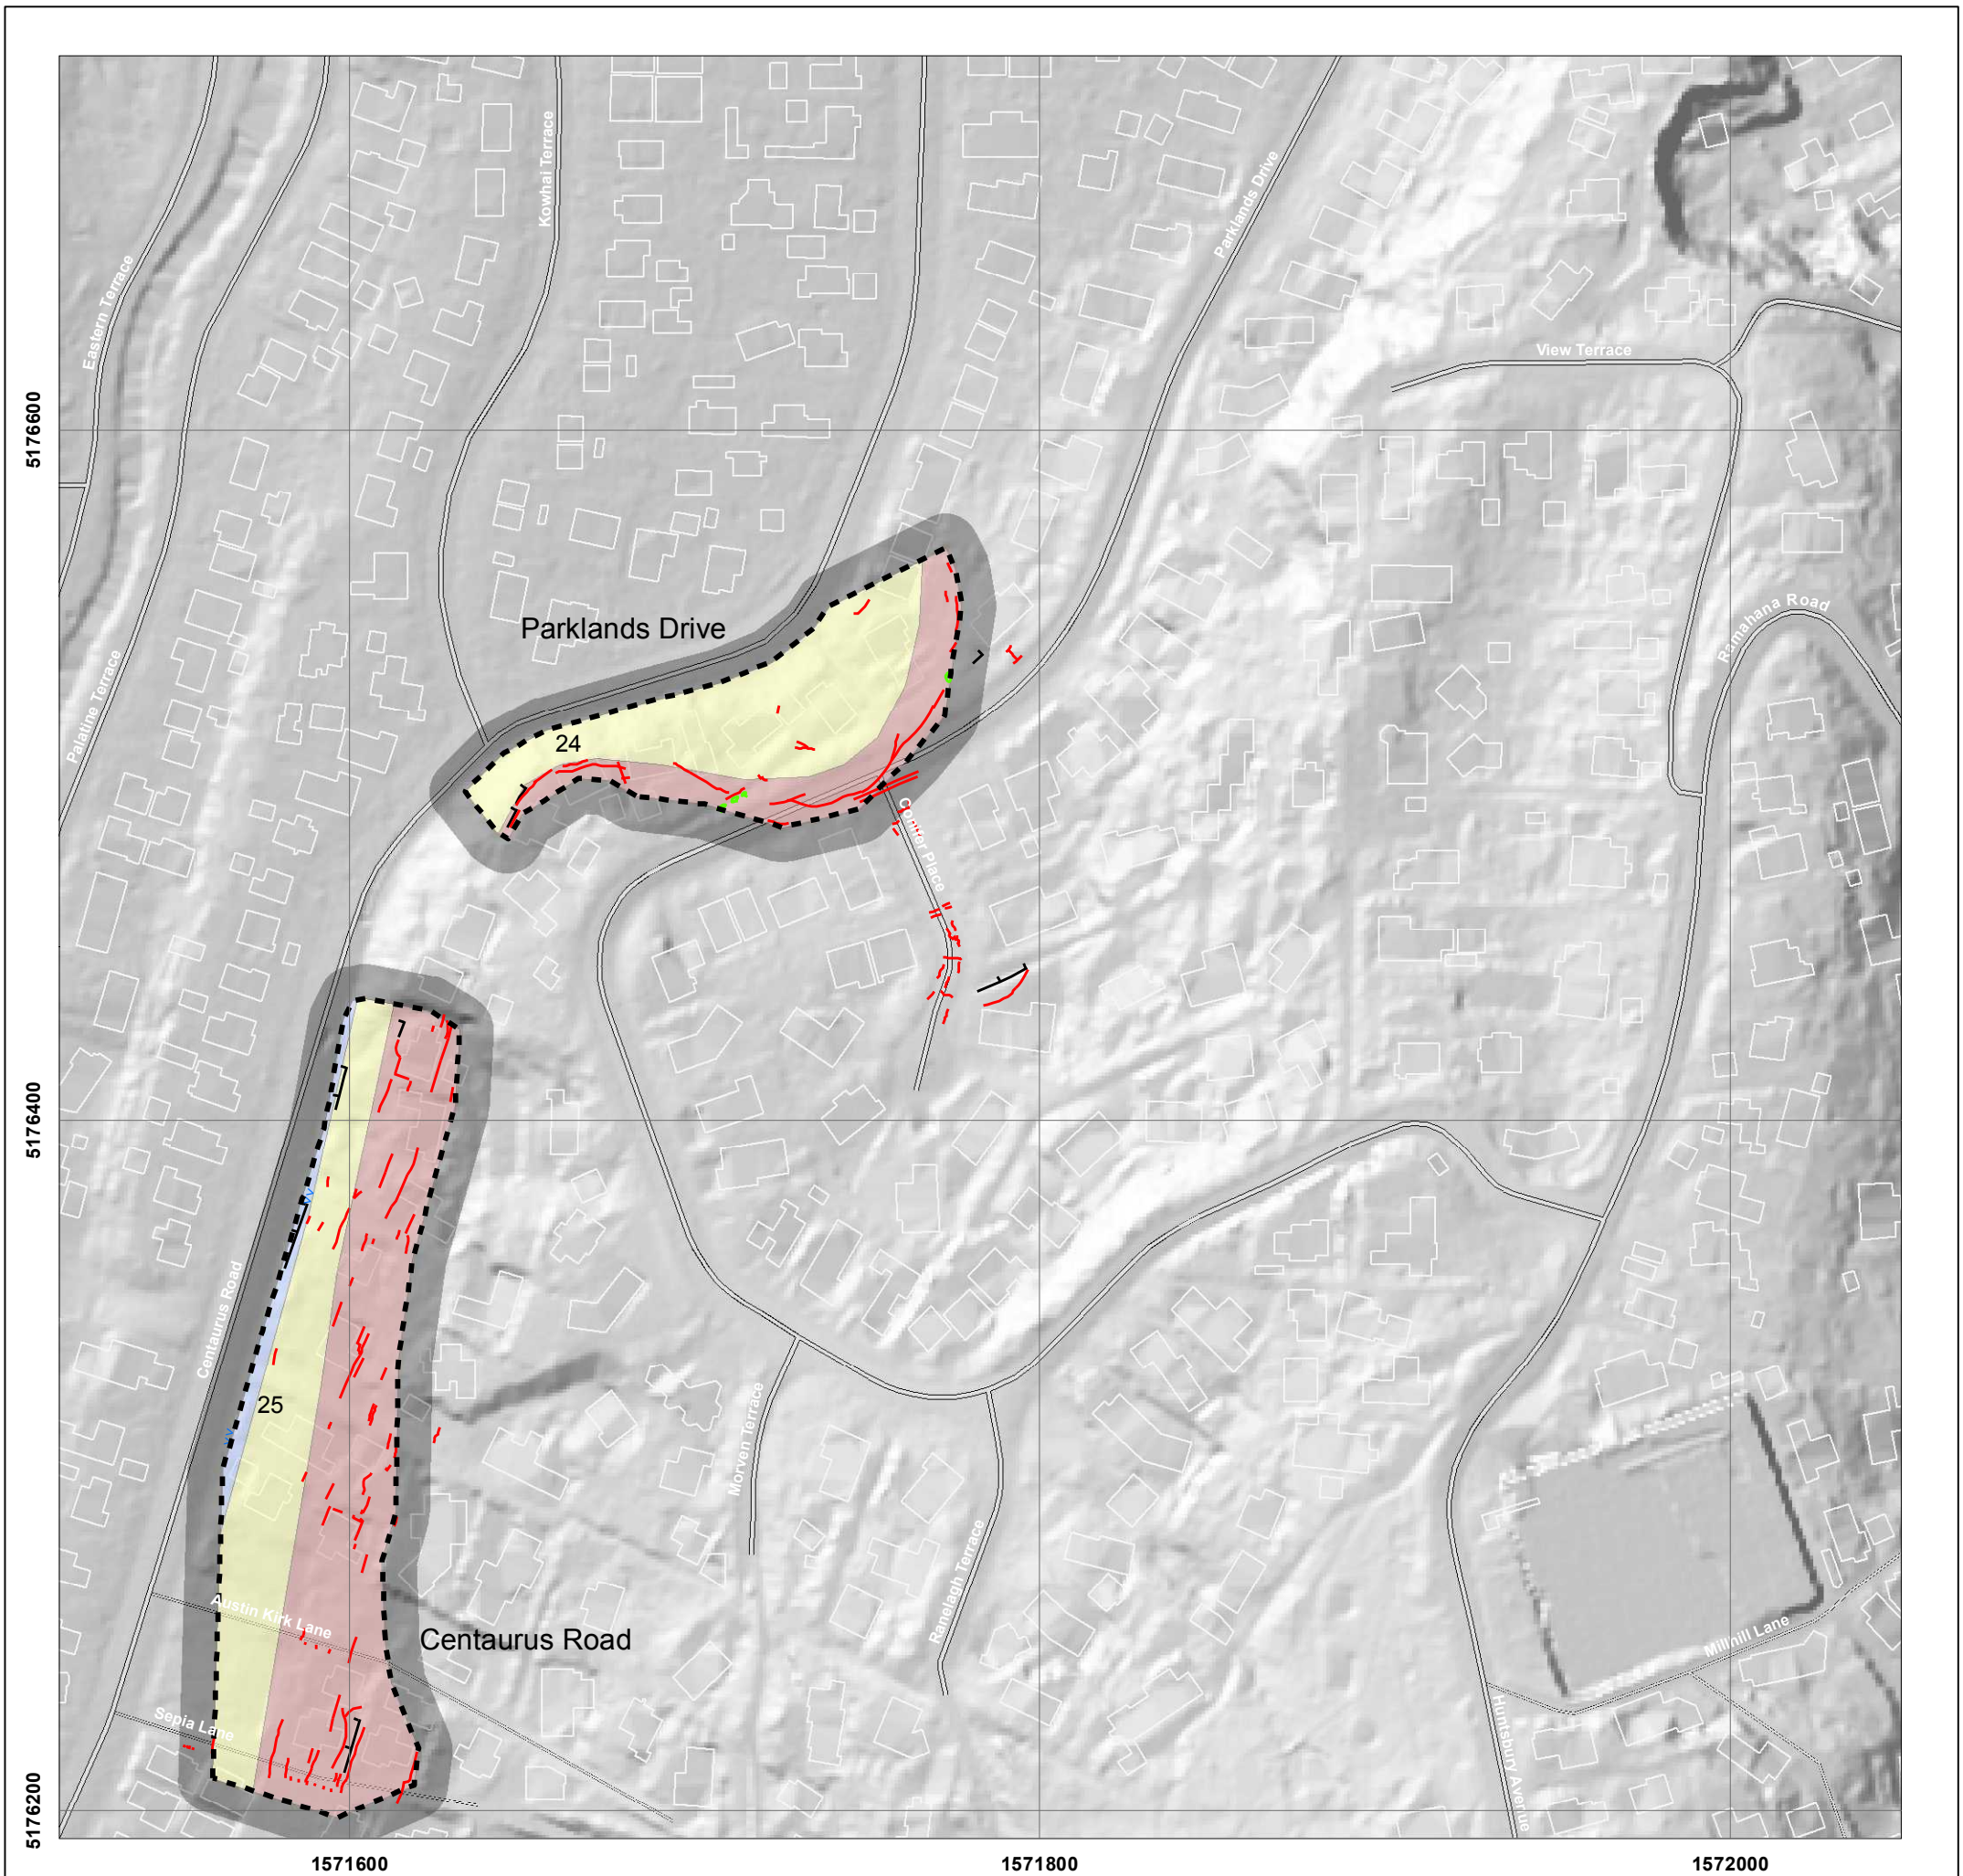 Kowhai Terrace
Parklands Drive
Eastern Terrace
View Terrace
5176600
Ramahana Road
Parklands Drive
Palatine Terrace
24
Conifer Place
5176400
Centaurus Road
25
Morven Terrace
Ranelagh Terrace
Austin Kirk Lane
Centaurus Road
Millhill Lane
Sepia Lane
Huntsbury Avenue
5176200
1571600
1571800
1572000